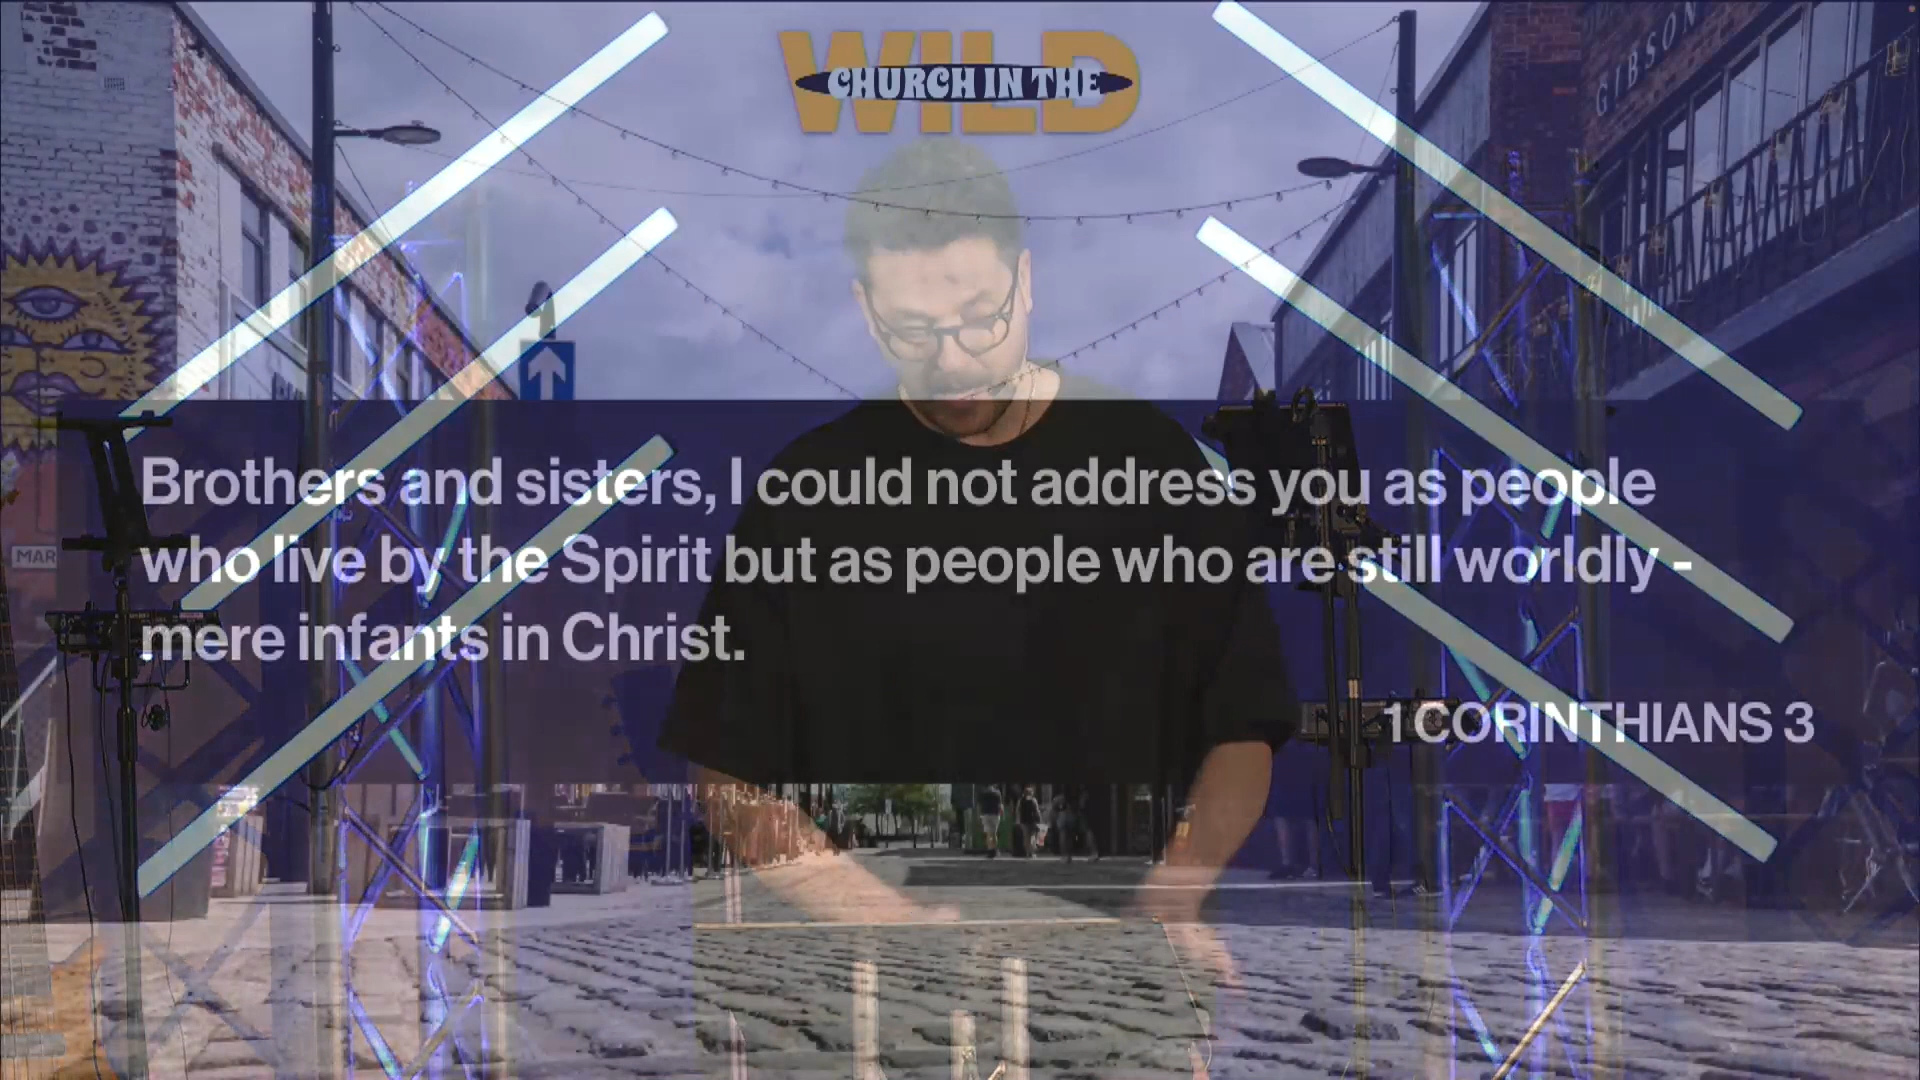 WILD
CHURCH IN THE
GIBSON
Brothers and sisters, I could not address you as people
who live by the Spirit but as people who are still worldly -
mere infants in Christ.
MAR
1 CORINTHIANS 3